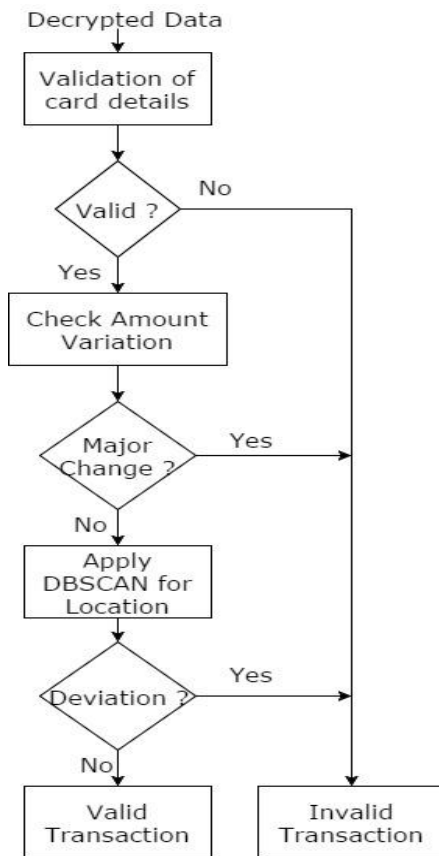 Decrypted Data
Validation of
card details
Valid ?
No
Yes
Check Amount
Variation
Major
Change ?
Yes
No
Apply
DBSCAN for
Location
Deviation ?
Yes
No
Valid
Transaction
Invalid
Transaction